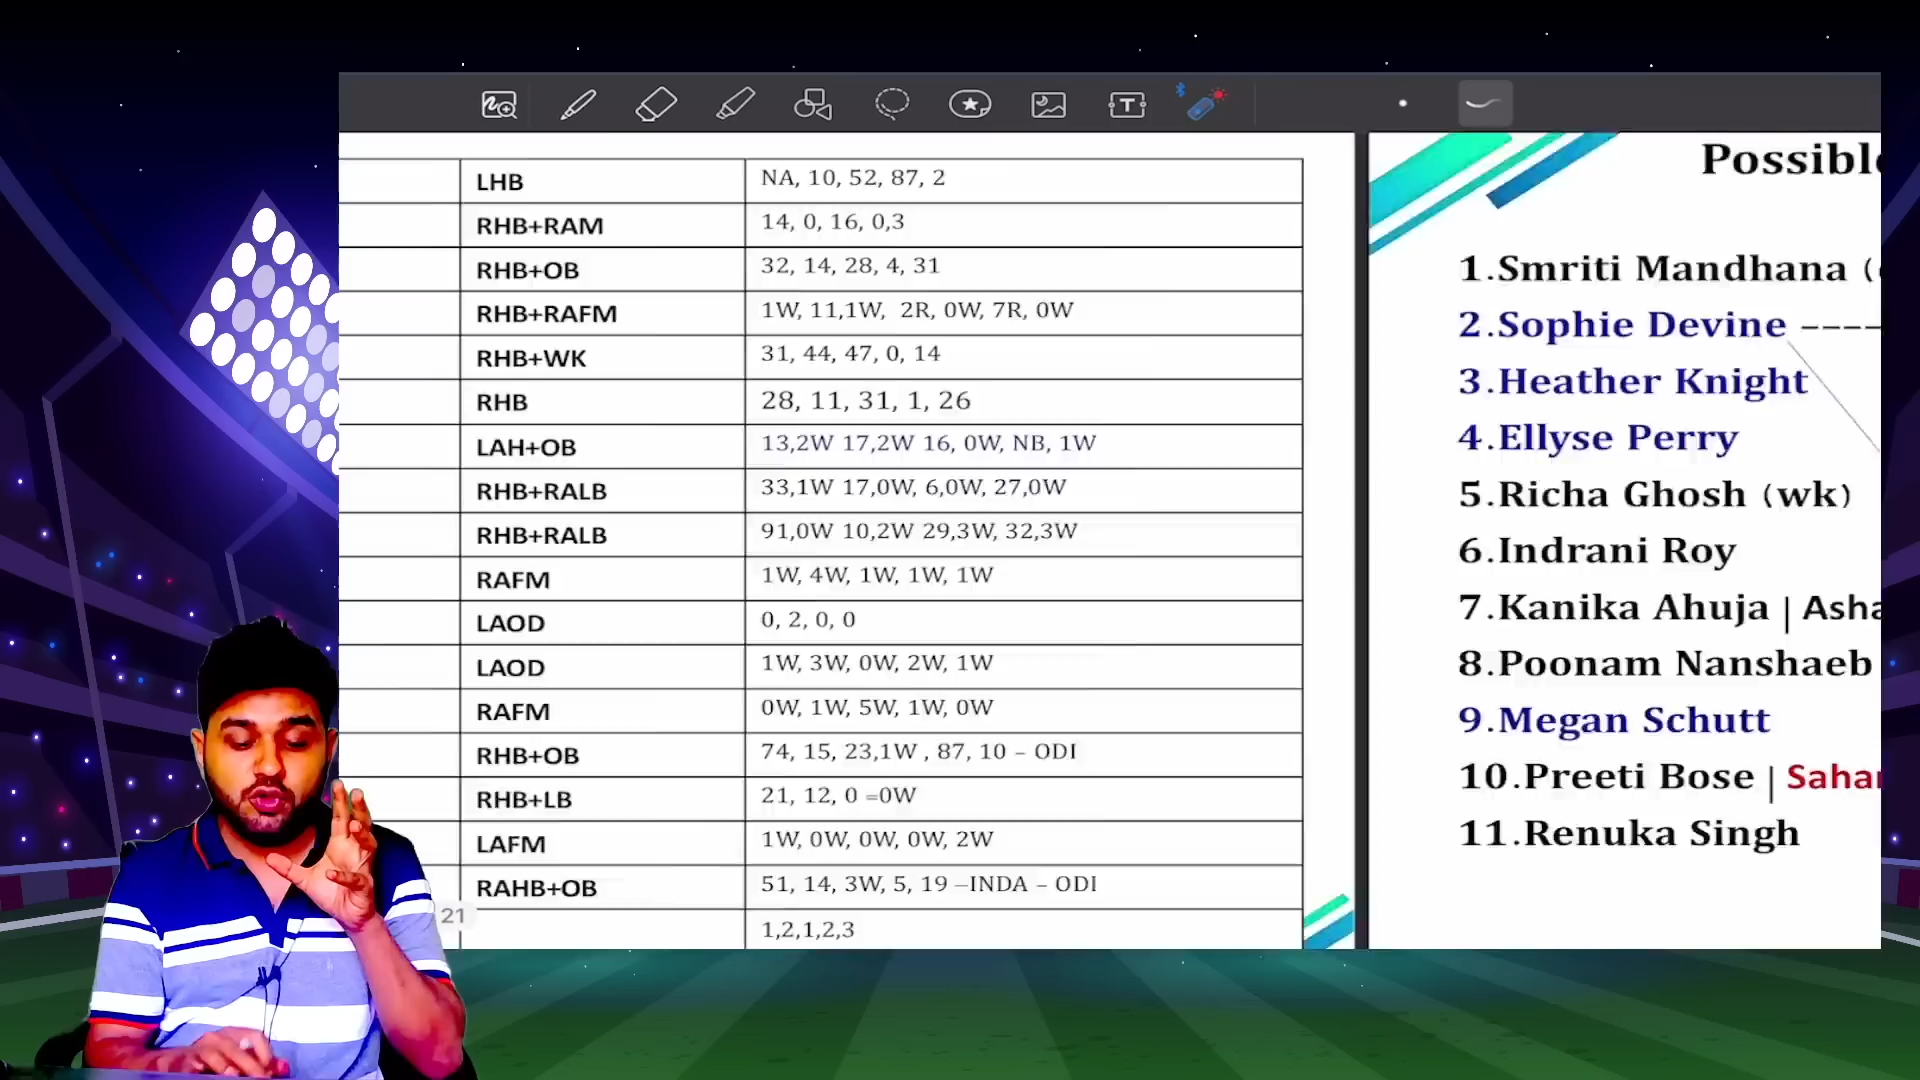 LHB NA, 10, 52, 87, 2
RHB+RAM 14, 0, 16, 0,3
RHB+OB 32, 14, 28, 4, 31
RHB+RAFM 1W, 11,1W, 2R, 0W, 7R, 0W
RHB+WK 31, 44, 47, 0, 14
RHB 28, 11, 31, 1, 26
LAH+OB 13,2W 17,2W 16, 0W, NB, 1W
RHB+RALB 33,1W 17,0W, 6,0W, 27,0W
RHB+RALB 91,0W 10,2W 29,3W, 32,3W
RAFM 1W, 4W, 1W, 1W, 1W
LAOD 0, 2, 0, 0
LAOD 1W, 3W, 0W, 2W, 1W
RAFM 0W, 1W, 5W, 1W, 0W
RHB+OB 74, 15, 23,1W , 87, 10 – ODI
RHB+LB 21, 12, 0 =0W
LAFM 1W, 0W, 0W, 0W, 2W
RAHB+OB 51, 14, 3W, 5, 19 –INDA – ODI
21
1,2,1,2,3
Possible
1.Smriti Mandhana (
2.Sophie Devine ----
3.Heather Knight
4.Ellyse Perry
5.Richa Ghosh (wk)
6.Indrani Roy
7.Kanika Ahuja | Asha
8.Poonam Nanshaeb
9.Megan Schutt
10.Preeti Bose | Sahar
11.Renuka Singh